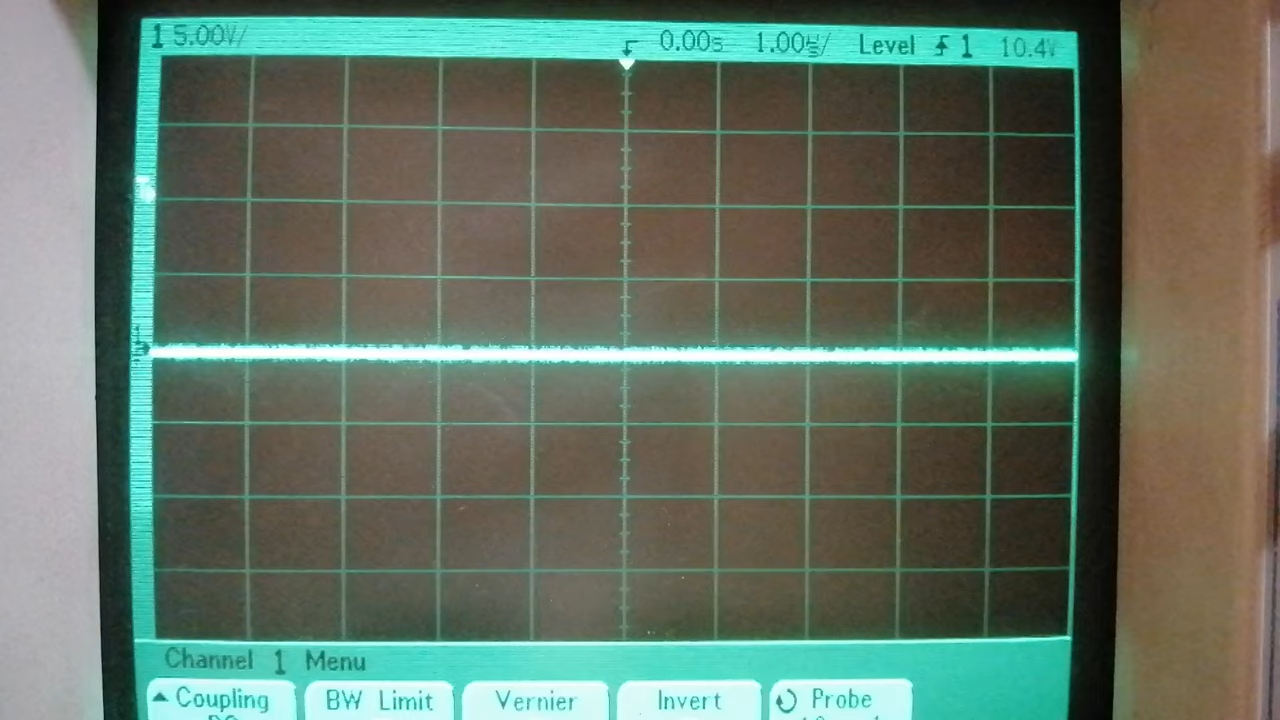 1 5.00V/ 0.00s 1.00㎲/ Level 1 10.4V
Channel 1 Menu
Coupling BW Limit Vernier Invert Probe